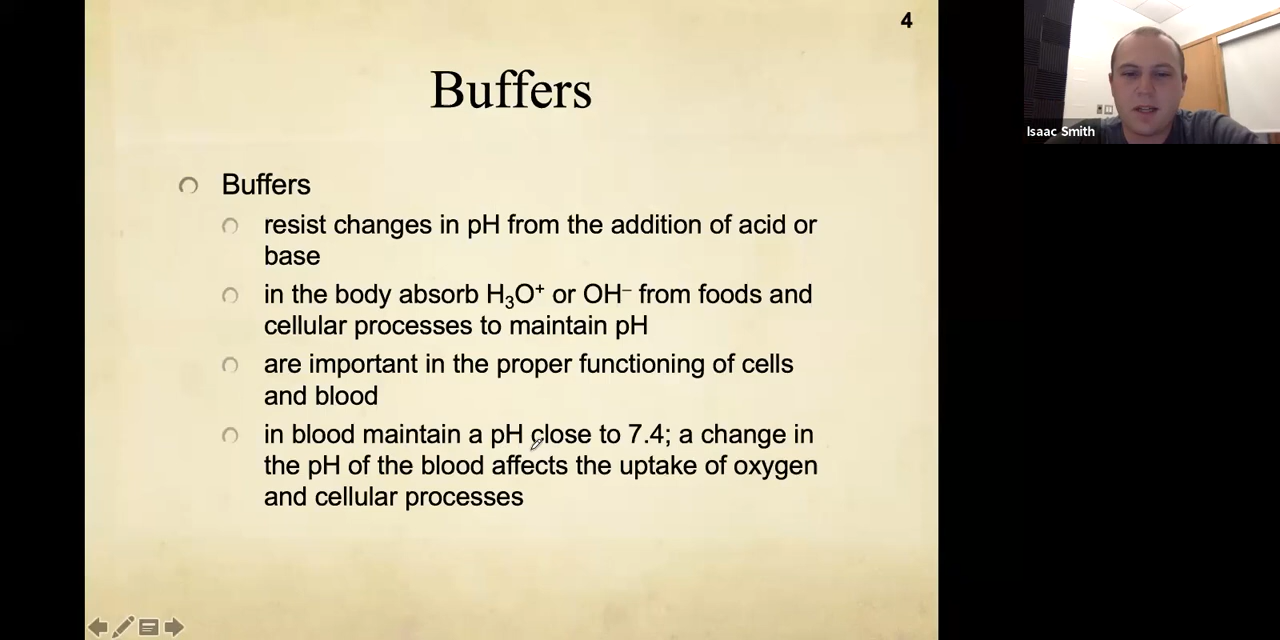 4
Buffers
Buffers
resist changes in pH from the addition of acid or
base
in the body absorb H₃O⁺ or OH⁻ from foods and
cellular processes to maintain pH
are important in the proper functioning of cells
and blood
in blood maintain a pH close to 7.4; a change in
the pH of the blood affects the uptake of oxygen
and cellular processes
Isaac Smith